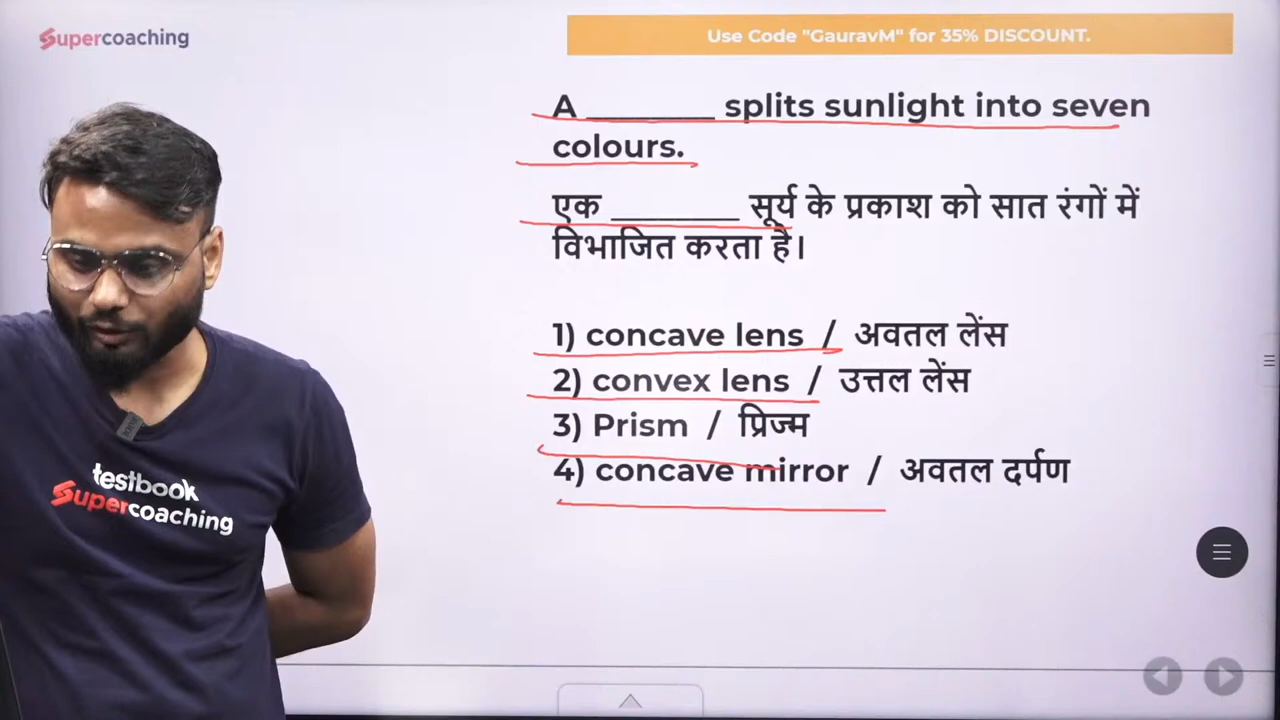 Supercoaching
Use Code "GauravM" for 35% DISCOUNT.
A ________ splits sunlight into seven
colours.
एक ________ सूर्य के प्रकाश को सात रंगों में
विभाजित करता है।
1) concave lens / अवतल लेंस
2) convex lens / उत्तल लेंस
3) Prism / प्रिज्म
4) concave mirror / अवतल दर्पण
testbook
Supercoaching